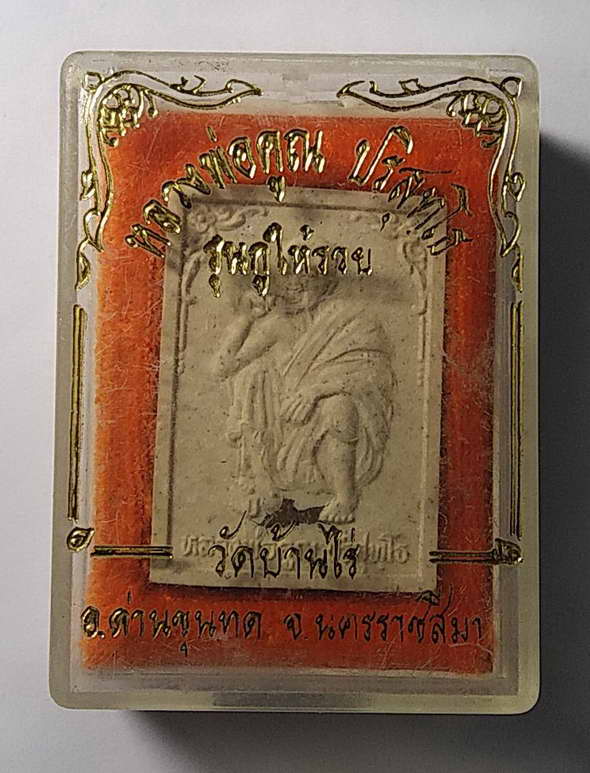 หลวงพ่อคูณ ปริสุทโธ
รุ่นกูให้รวย
วัดบ้านไร่
อ.ด่านขุนทด จ.นครราชสีมา